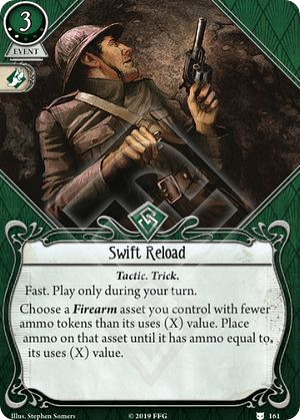 3
EVENT
Swift Reload
Tactic. Trick.
Fast. Play only during your turn.
Choose a Firearm asset you control with fewer
ammo tokens than its uses (X) value. Place
ammo on that asset until it has ammo equal to
its uses (X) value.
Illus. Stephen Somers
© 2019 FFG
161